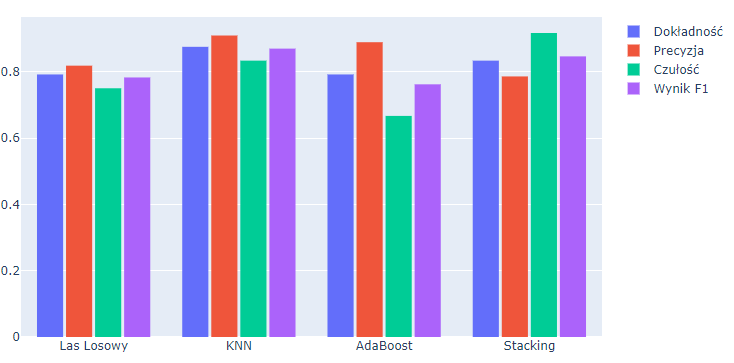 Dokładność
Precyzja
Czułość
Wynik F1
0.8
0.6
0.4
0.2
0
Las Losowy
KNN
AdaBoost
Stacking